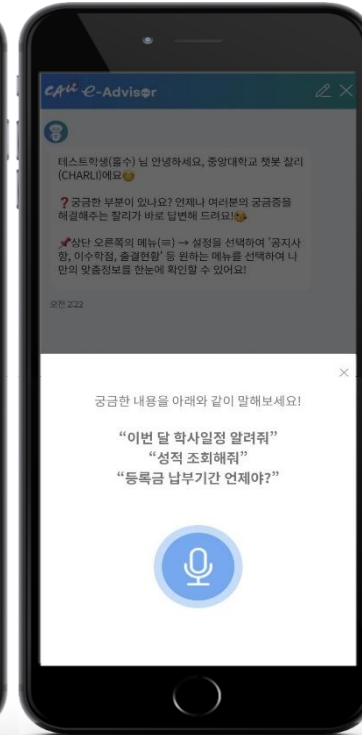 CAU e-Advisor
테스트학생(홀수) 님 안녕하세요, 중앙대학교 챗봇 찰리
(CHARLI)에요
❓궁금한 부분이 있나요? 언제나 여러분의 궁금증을
해결해주는 찰리가 바로 답변해 드려요!
📌상단 오른쪽의 메뉴(≡) → 설정을 선택하여 '공지사
항, 이수학점, 출결현황' 등 원하는 메뉴를 선택하여 나
만의 맞춤정보를 한눈에 확인할 수 있어요!
오전 2:22
궁금한 내용을 아래와 같이 말해보세요!
“이번 달 학사일정 알려줘”
“성적 조회해줘”
“등록금 납부기간 언제야?”